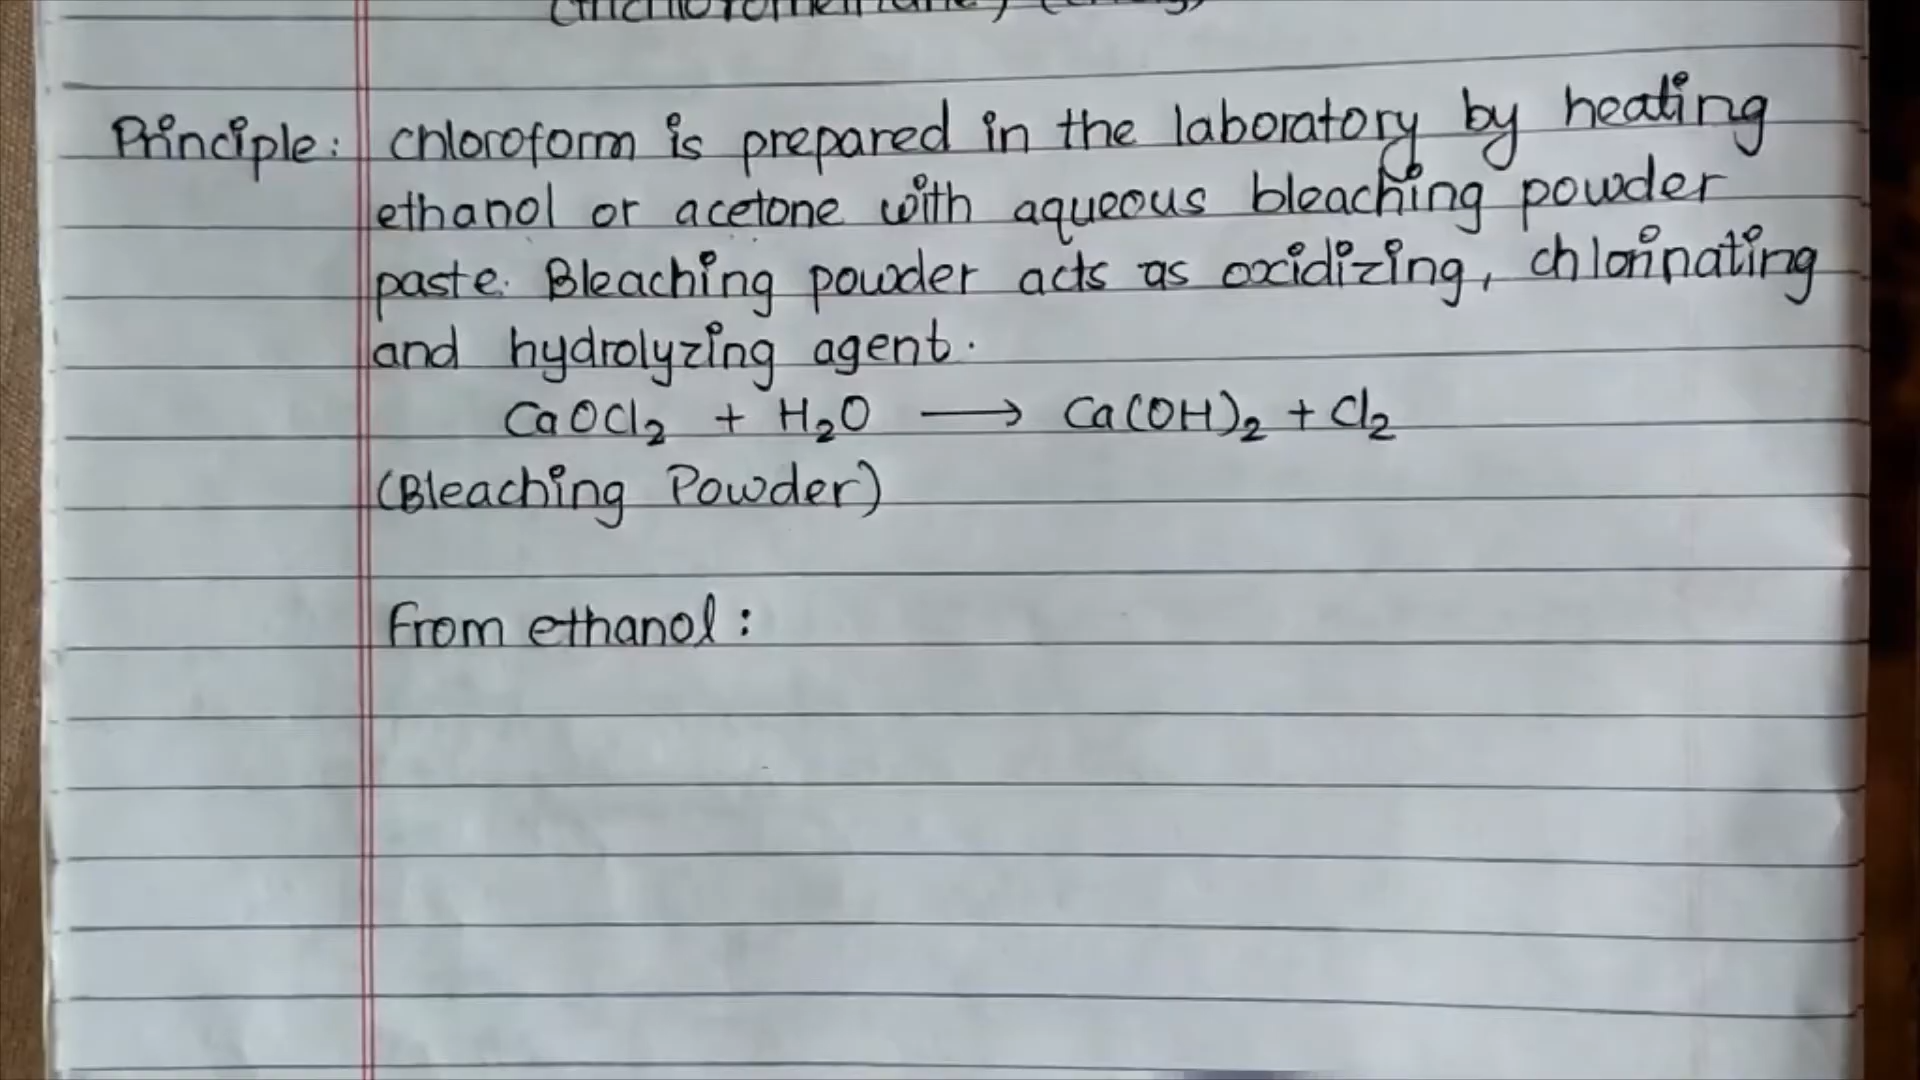 Principle: chloroform is prepared in the laboratory by heating
ethanol or acetone with aqueous bleaching powder
paste. Bleaching powder acts as oxidizing, chlorinating
and hydrolyzing agent.
CaOCl₂ + H₂O ⟶ Ca(OH)₂ + Cl₂
(Bleaching Powder)
From ethanol: